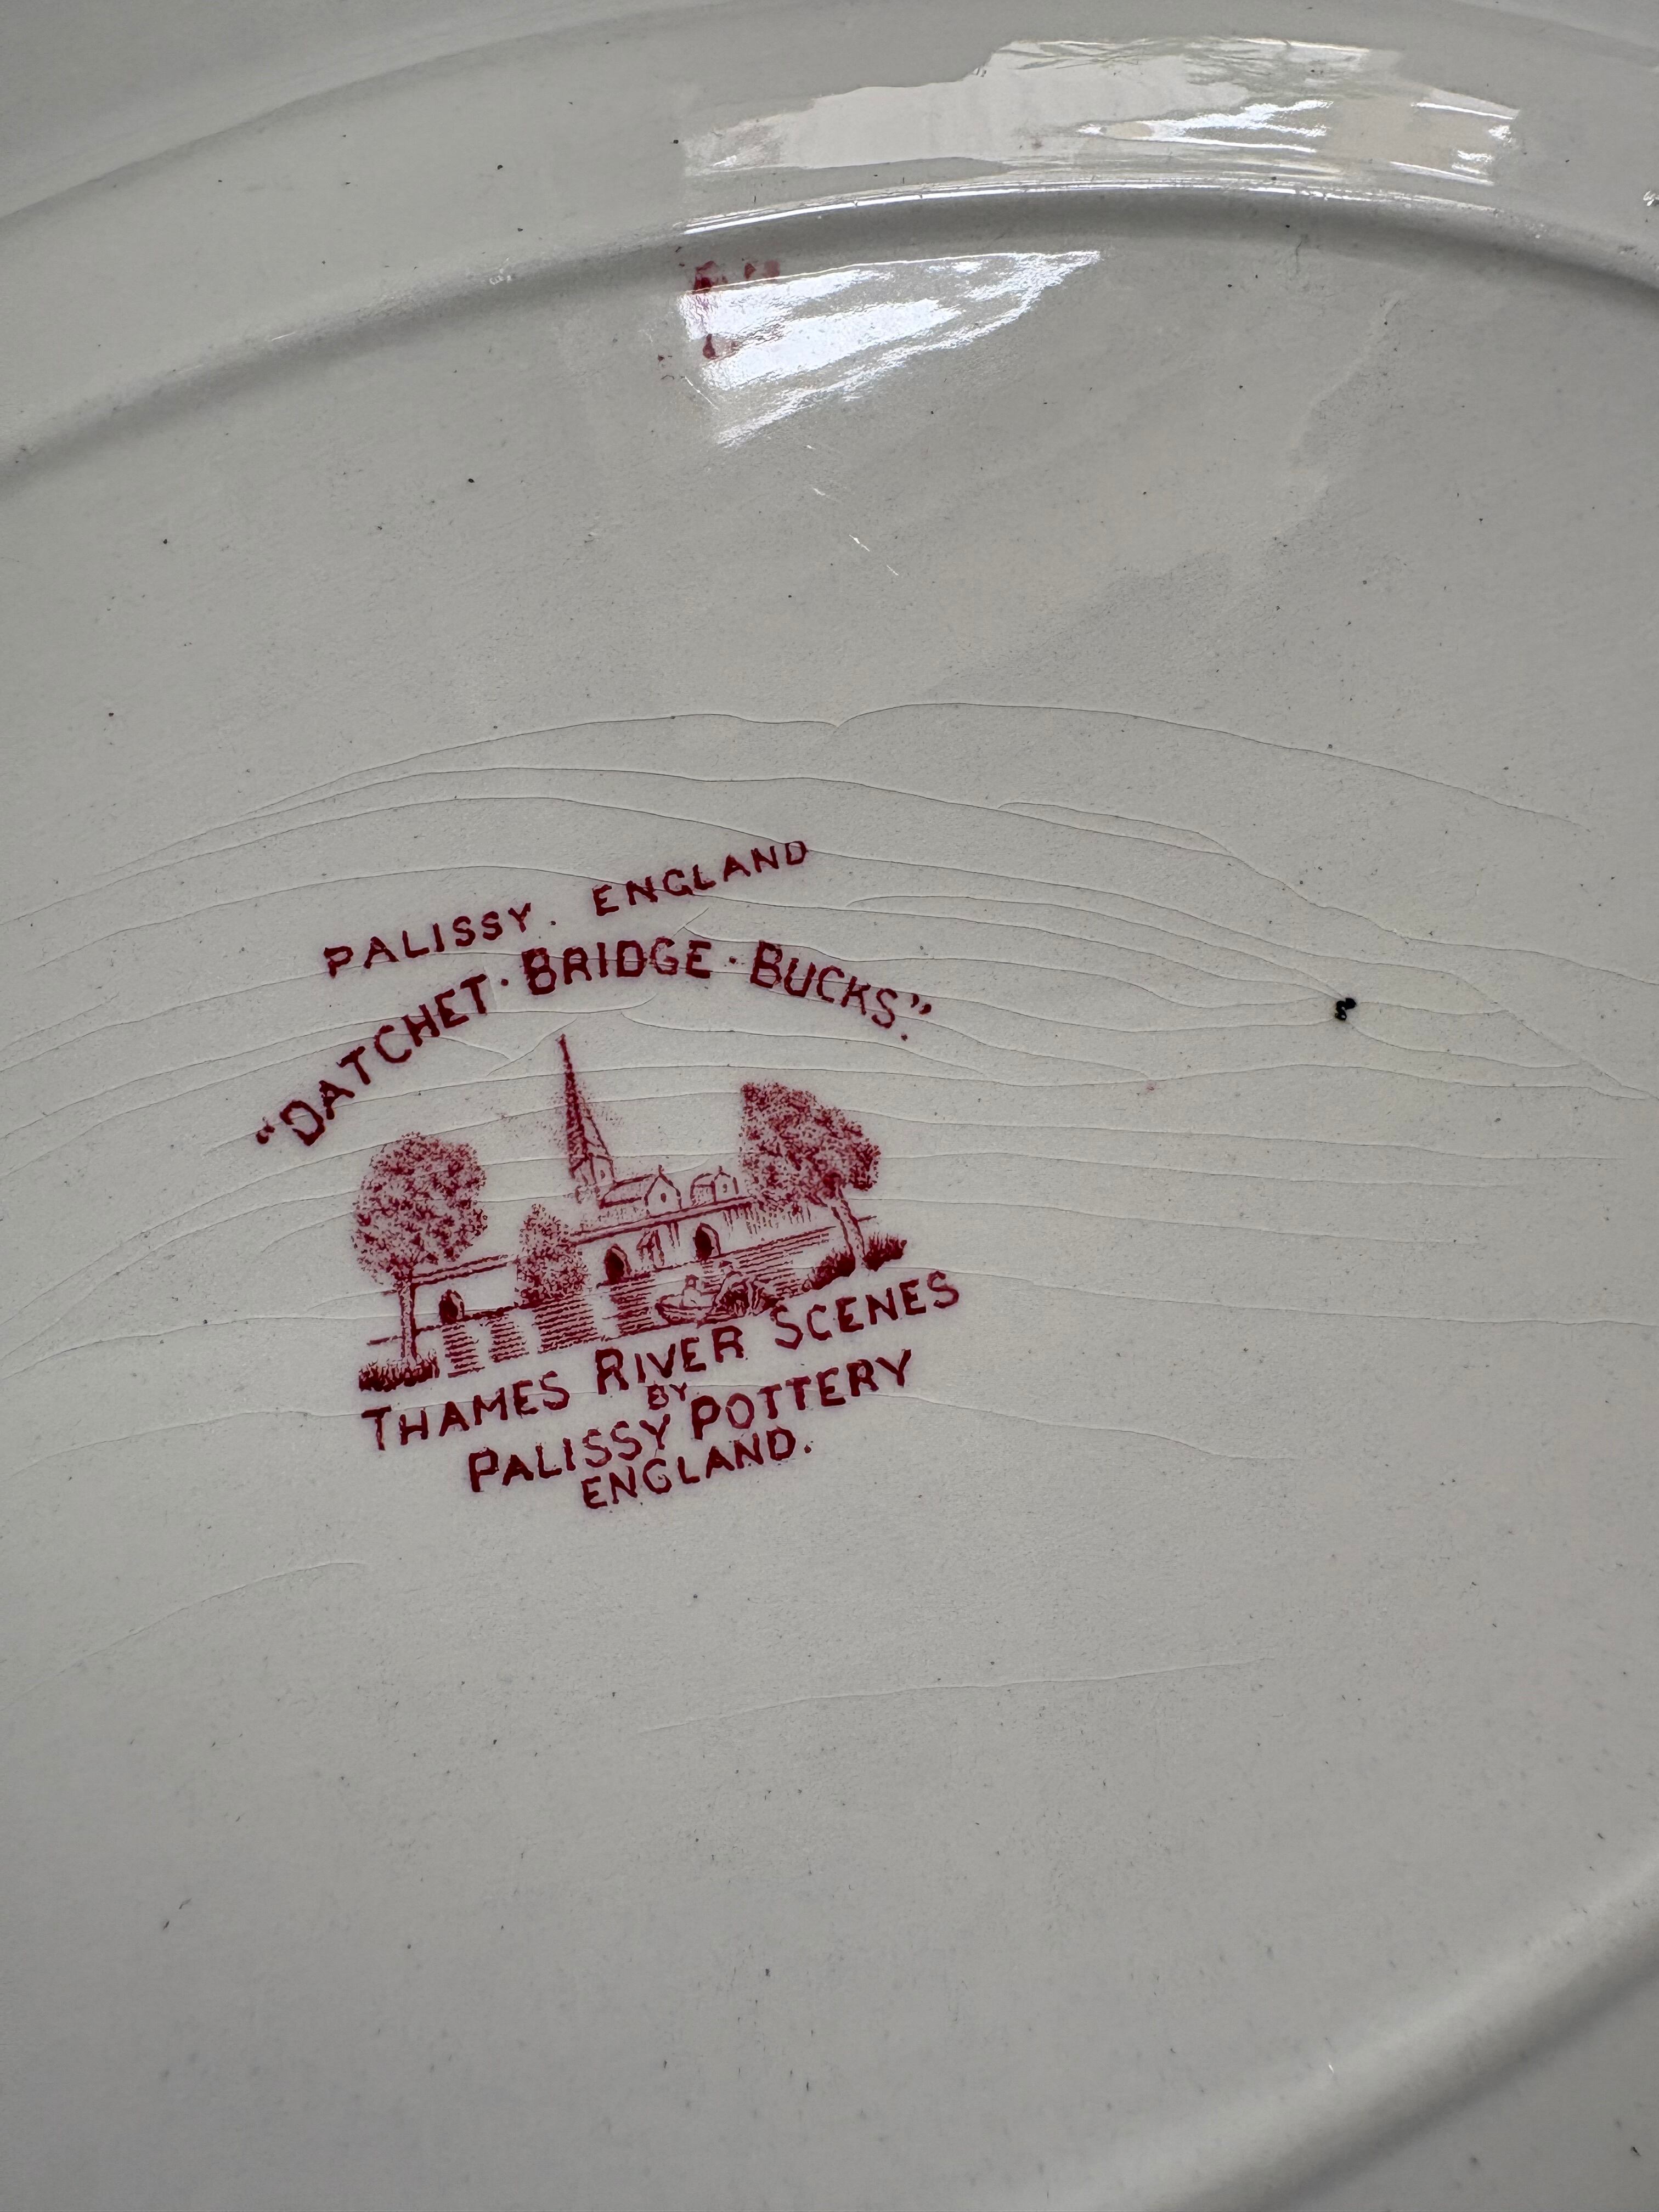 PALISSY. ENGLAND
"DATCHET·BRIDGE·BUCKS."
THAMES RIVER SCENES
BY
PALISSY POTTERY
ENGLAND.